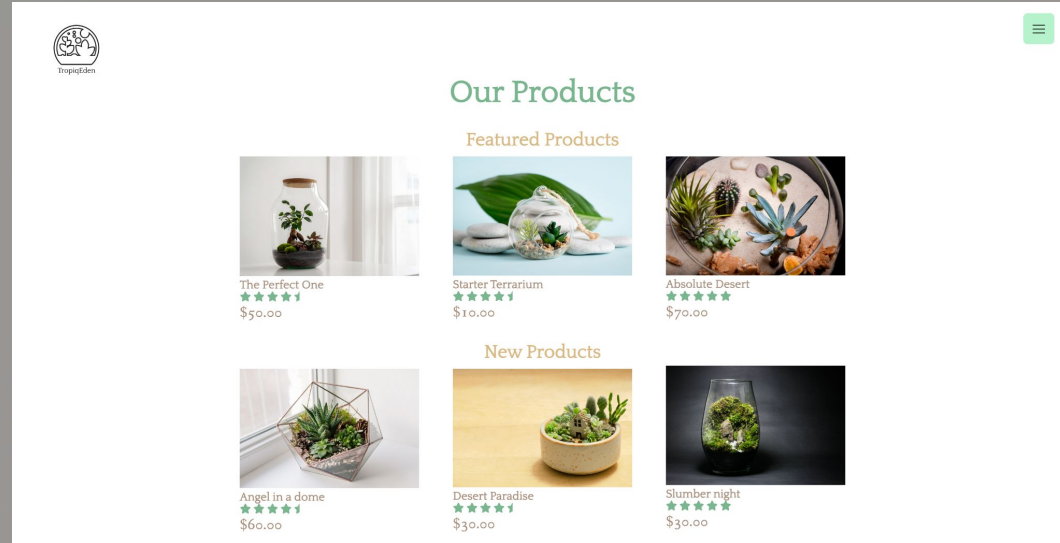 TropiqEden
Our Products
Featured Products
The Perfect One
$50.00
Starter Terrarium
$10.00
Absolute Desert
$70.00
New Products
Angel in a dome
$60.00
Desert Paradise
$30.00
Slumber night
$30.00